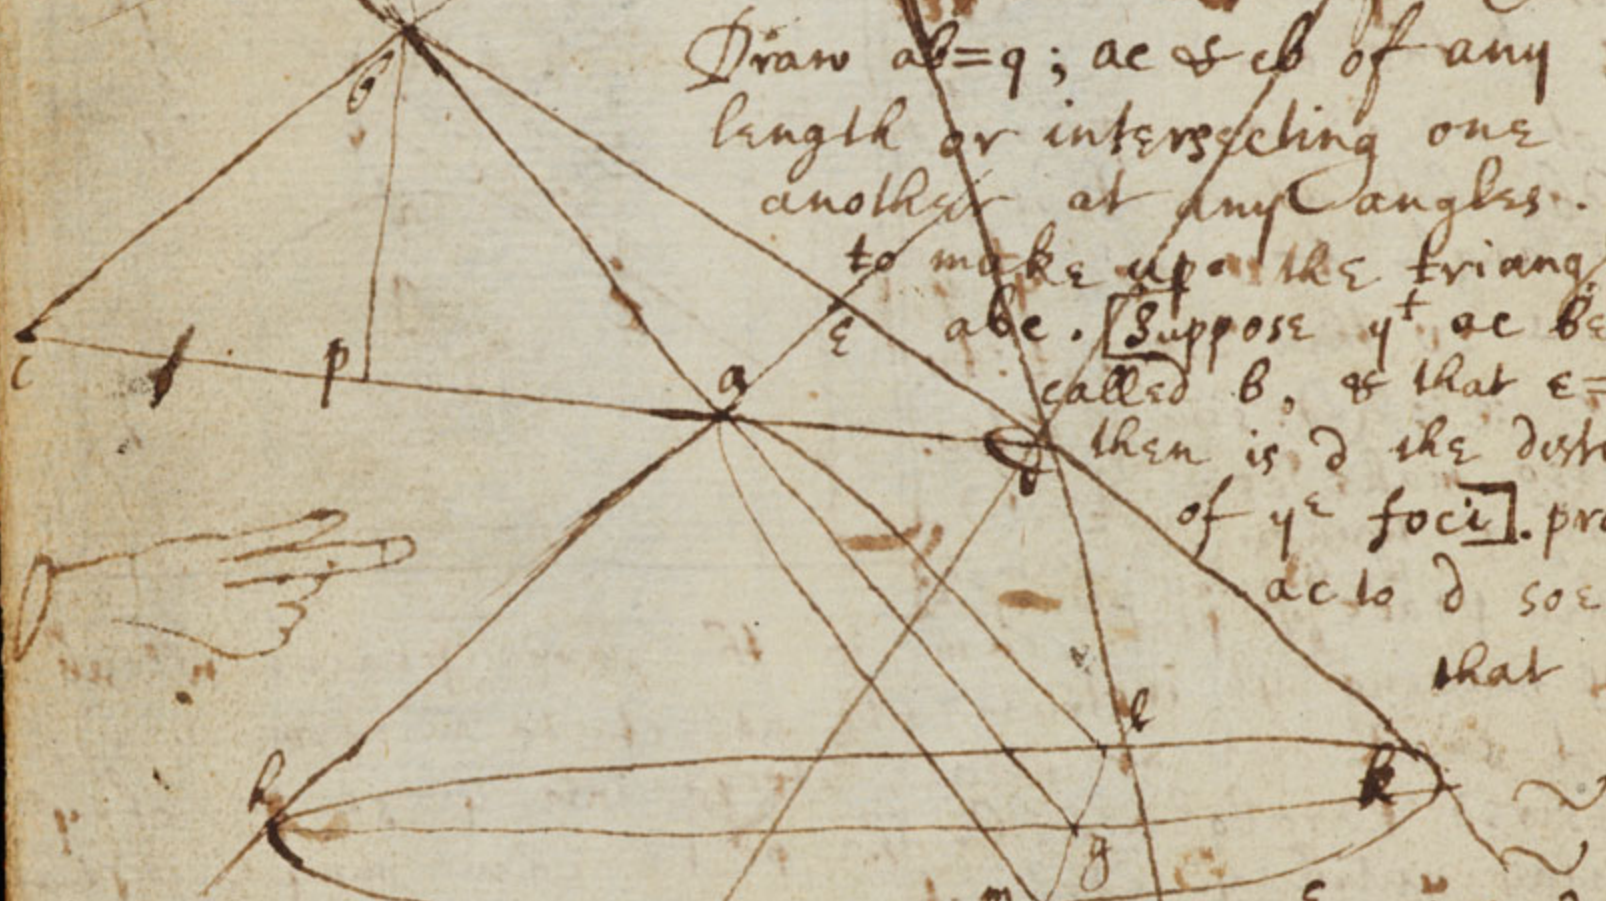 Draw ab=q ; ac & cb of any
length or intersecting one
another at any angles.
to make up the triang
abc. [Suppose yt ac be
called b, & that c=
then is d the dista
of ye foci]. pro
ac to d soe
that
b
c
p
a
ε
h
l
k
g
m